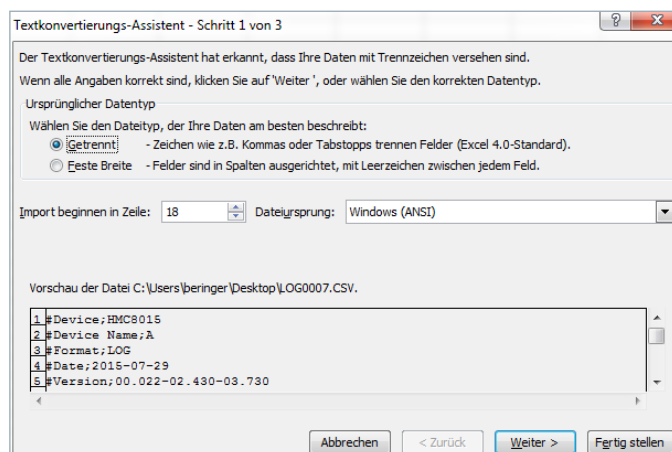 Textkonvertierungs-Assistent - Schritt 1 von 3
Der Textkonvertierungs-Assistent hat erkannt, dass Ihre Daten mit Trennzeichen versehen sind.
Wenn alle Angaben korrekt sind, klicken Sie auf 'Weiter ', oder wählen Sie den korrekten Datentyp.
Ursprünglicher Datentyp
Wählen Sie den Dateityp, der Ihre Daten am besten beschreibt:
Getrennt - Zeichen wie z.B. Kommas oder Tabstopps trennen Felder (Excel 4.0-Standard).
Feste Breite - Felder sind in Spalten ausgerichtet, mit Leerzeichen zwischen jedem Feld.
Import beginnen in Zeile: 18 Dateiursprung: Windows (ANSI)
Vorschau der Datei C:\Users\beringer\Desktop\LOG0007.CSV.
1 #Device;HMC8015
2 #Device Name;A
3 #Format;LOG
4 #Date;2015-07-29
5 #Version;00.022-02.430-03.730
Abbrechen < Zurück Weiter > Fertig stellen